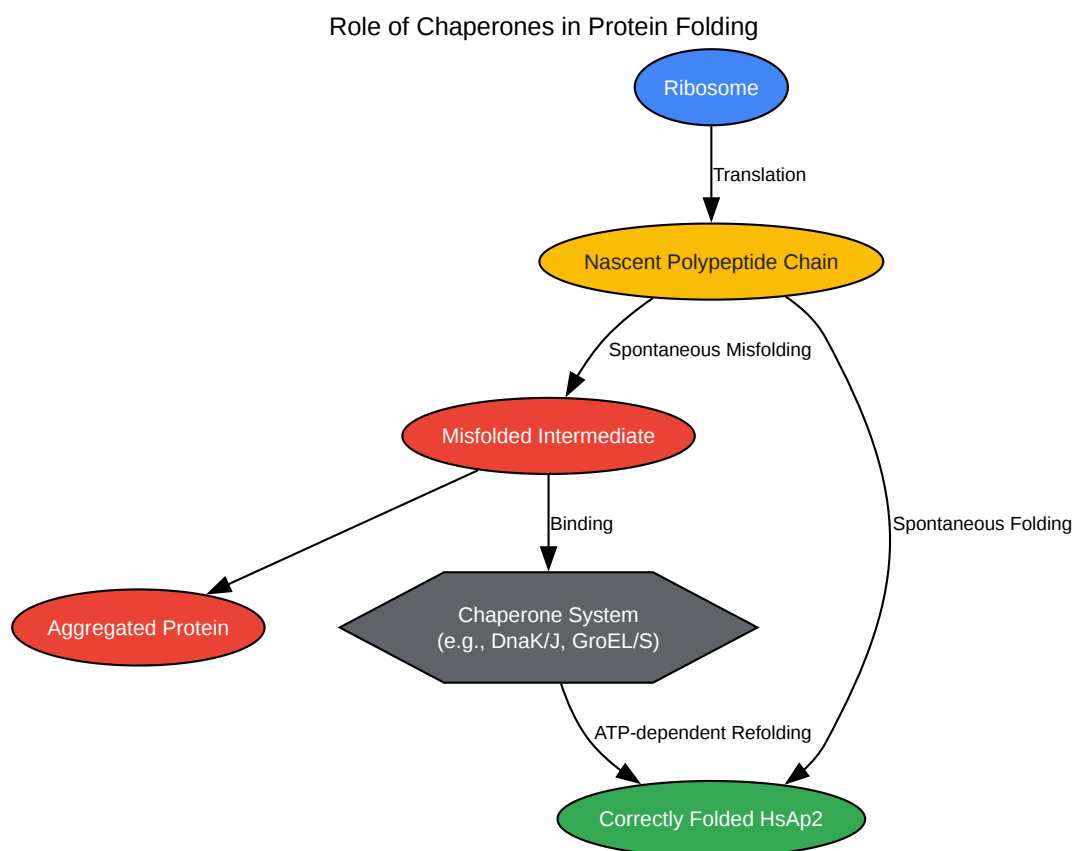 Role of Chaperones in Protein Folding
Ribosome
Translation
Nascent Polypeptide Chain
Spontaneous Misfolding
Misfolded Intermediate
Binding
Spontaneous Folding
Aggregated Protein
Chaperone System
(e.g., DnaK/J, GroEL/S)
ATP-dependent Refolding
Correctly Folded HsAp2